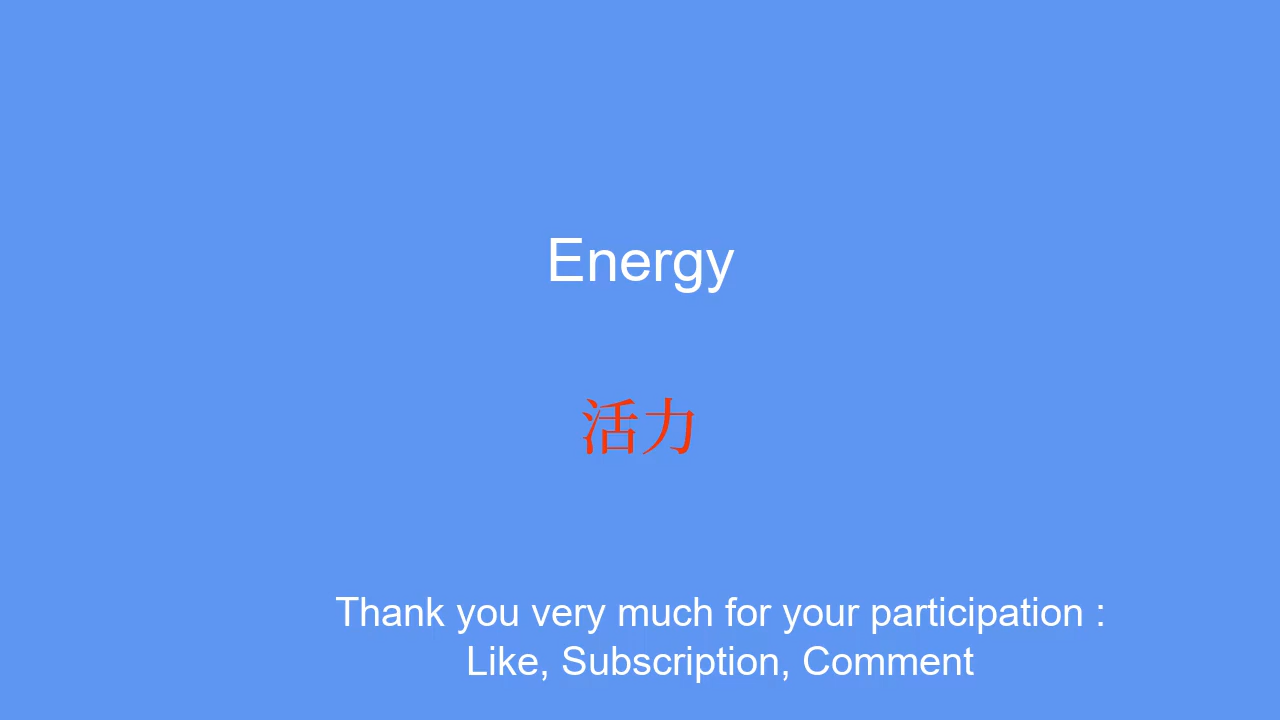 Energy
活力
Thank you very much for your participation :
Like, Subscription, Comment